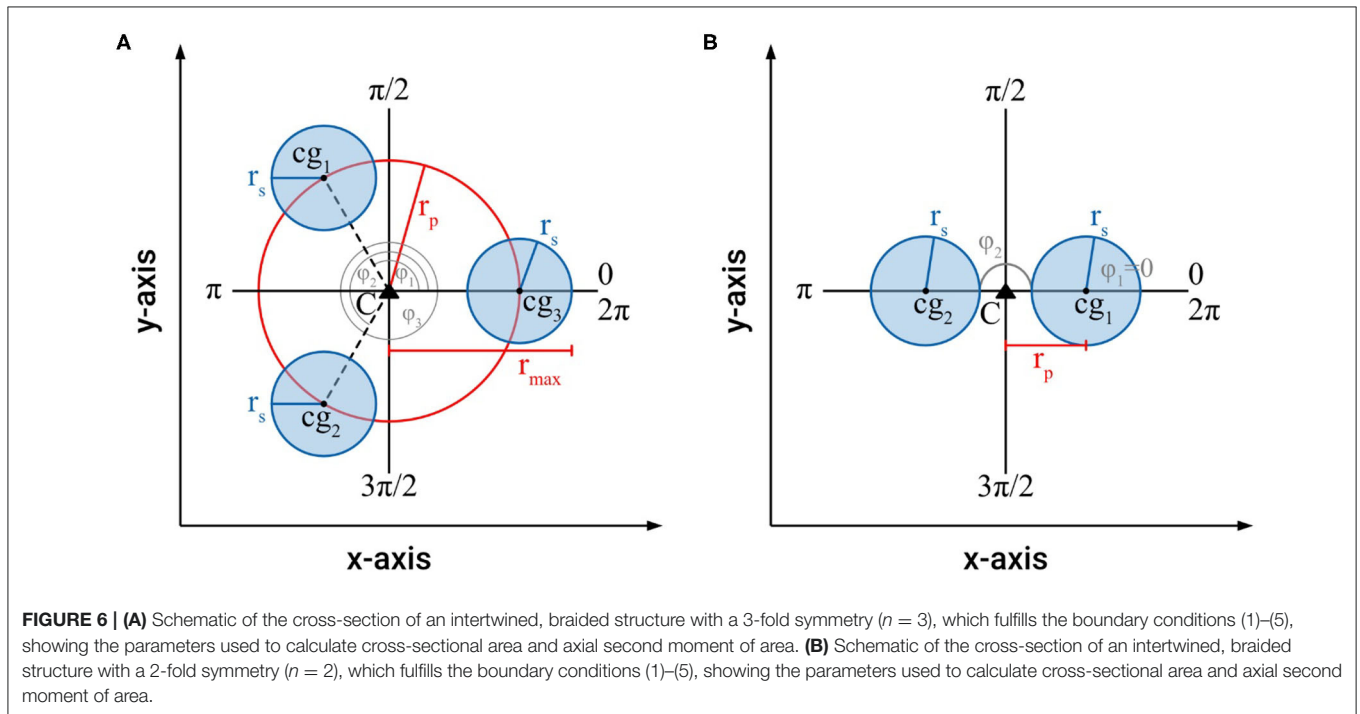 A
π/2
cg1
rs
rp
rs
φ2
φ1
0
π
C
cg3
2π
φ3
rmax
rs
cg2
3π/2
y-axis
x-axis
B
π/2
rs
rs
φ2
φ1=0
0
π
cg2
C
cg1
2π
rp
3π/2
y-axis
x-axis
FIGURE 6 | (A) Schematic of the cross-section of an intertwined, braided structure with a 3-fold symmetry (n = 3), which fulfills the boundary conditions (1)–(5),
showing the parameters used to calculate cross-sectional area and axial second moment of area. (B) Schematic of the cross-section of an intertwined, braided
structure with a 2-fold symmetry (n = 2), which fulfills the boundary conditions (1)–(5), showing the parameters used to calculate cross-sectional area and axial second
moment of area.